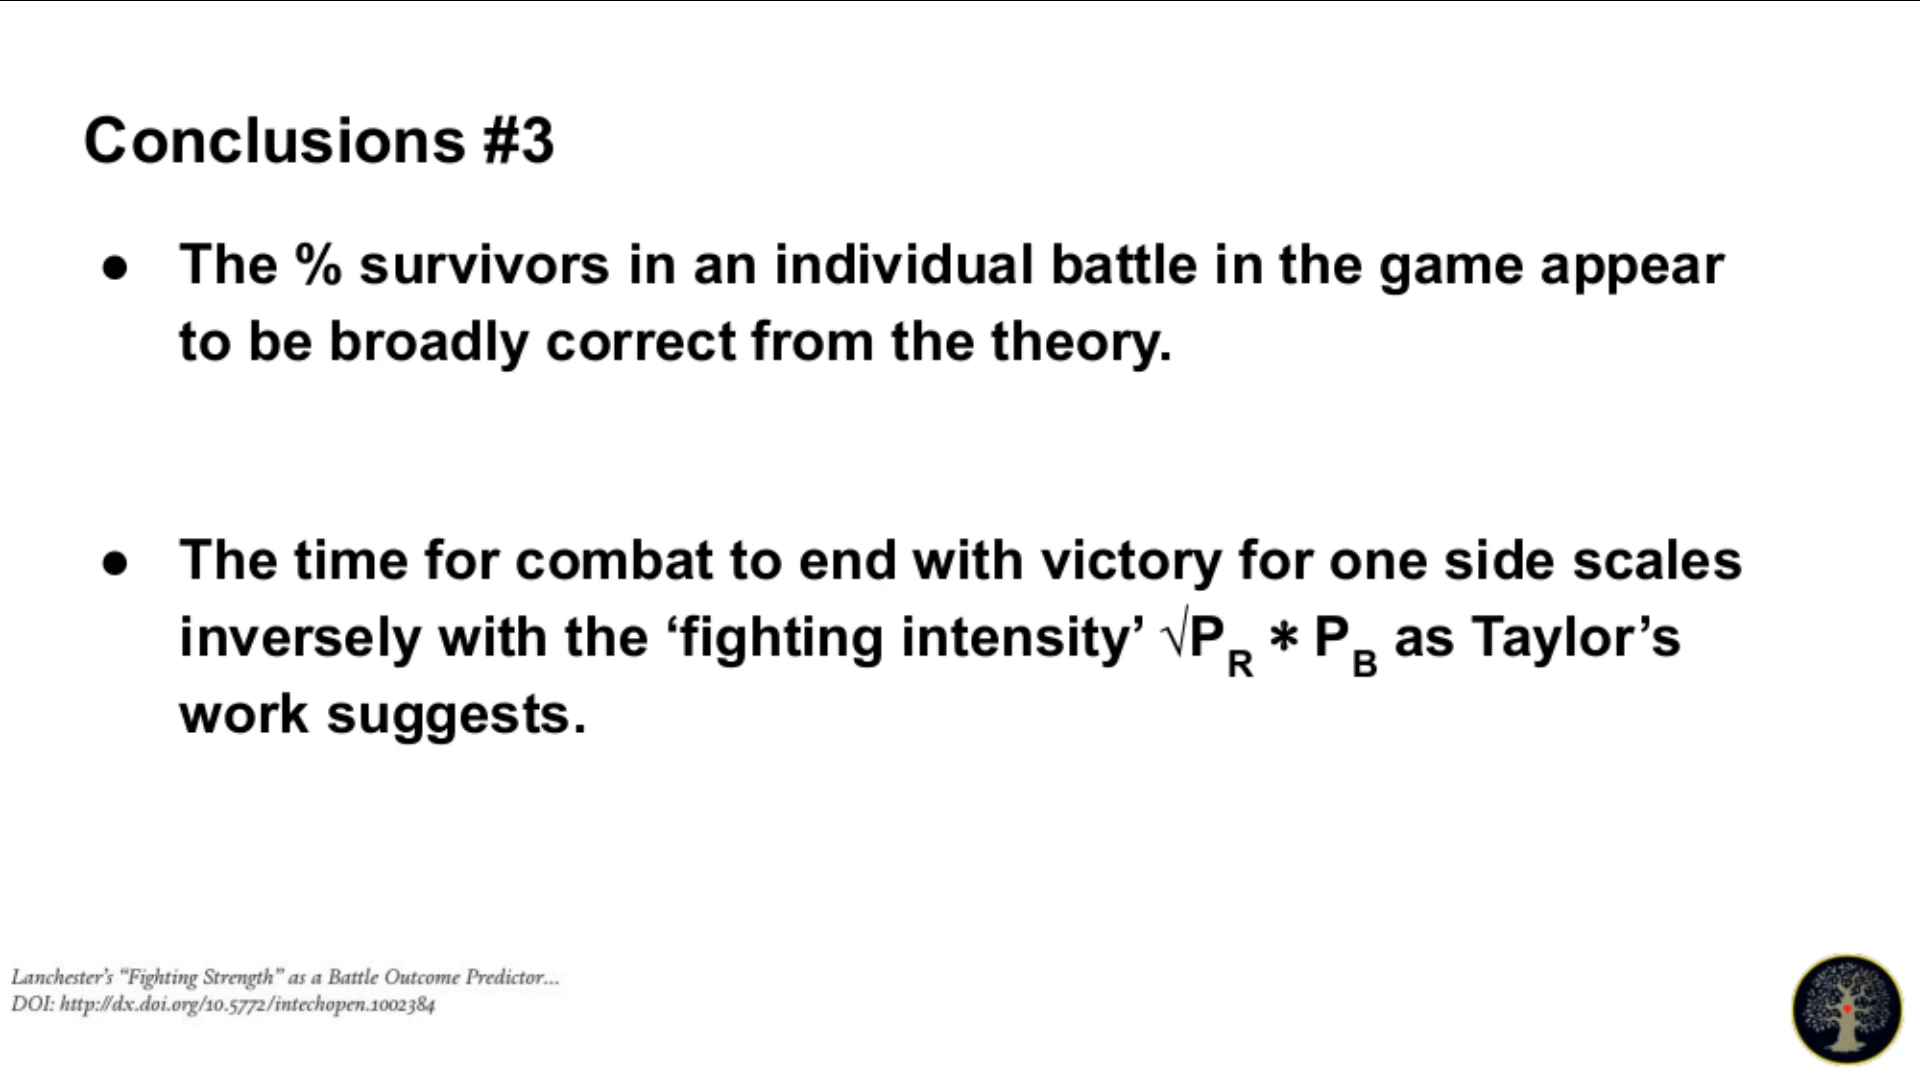 Conclusions #3
● The % survivors in an individual battle in the game appear
to be broadly correct from the theory.
● The time for combat to end with victory for one side scales
inversely with the ‘fighting intensity’ √P_R * P_B as Taylor’s
work suggests.
Lanchester’s “Fighting Strength” as a Battle Outcome Predictor...
DOI: http://dx.doi.org/10.5772/intechopen.1002384